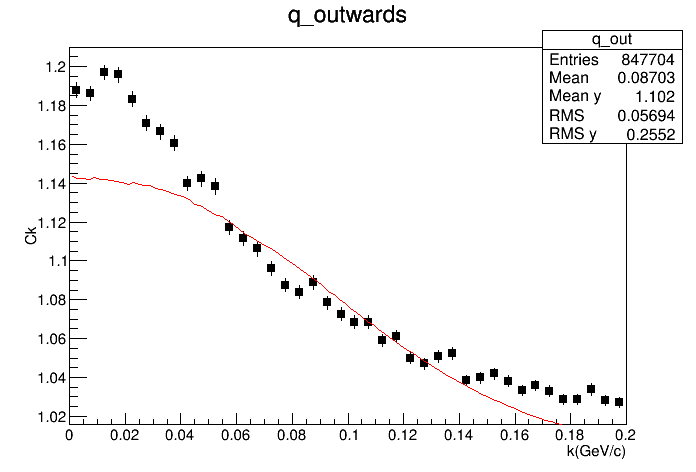 q_outwards
q_out
Entries 847704
Mean 0.08703
Mean y 1.102
RMS 0.05694
RMS y 0.2552
1.2
1.18
1.16
1.14
1.12
1.1
1.08
1.06
1.04
1.02
Ck
0 0.02 0.04 0.06 0.08 0.1 0.12 0.14 0.16 0.18 0.2
k(GeV/c)